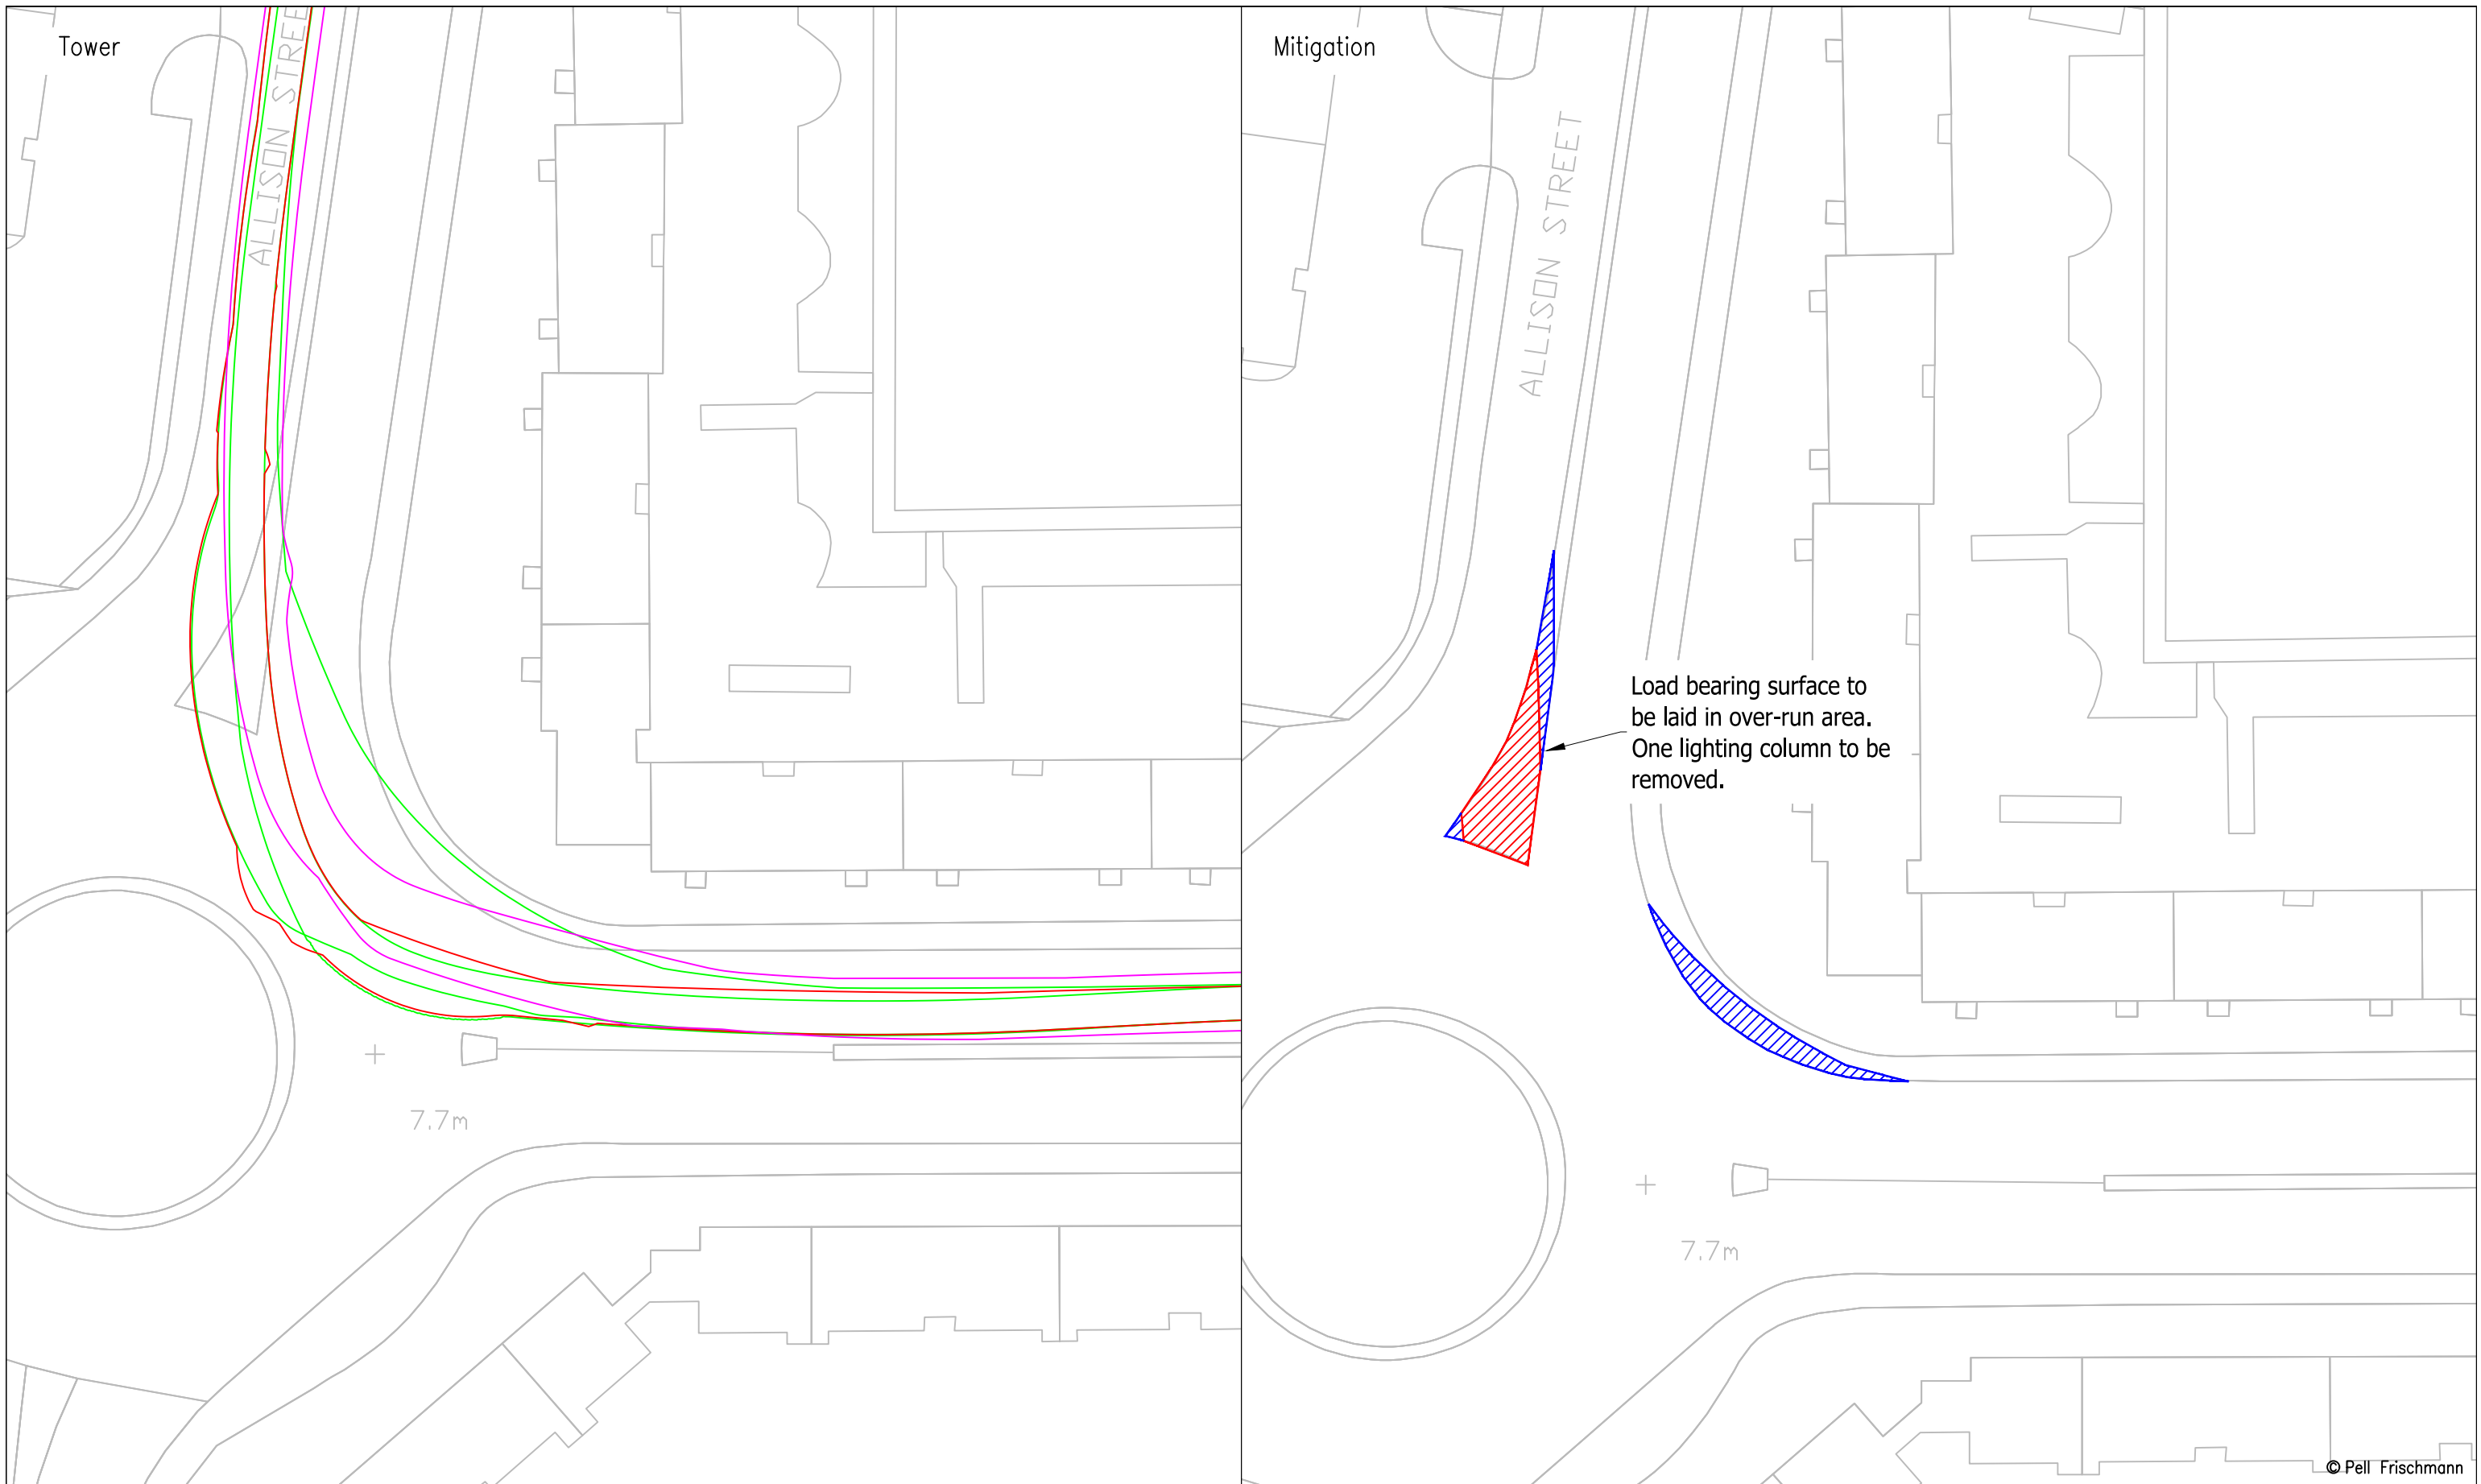 Tower
ALLISON STREE
7.7m
Mitigation
ALLISON STREET
Load bearing surface to
be laid in over-run area.
One lighting column to be
removed.
7.7m
© Pell Frischmann